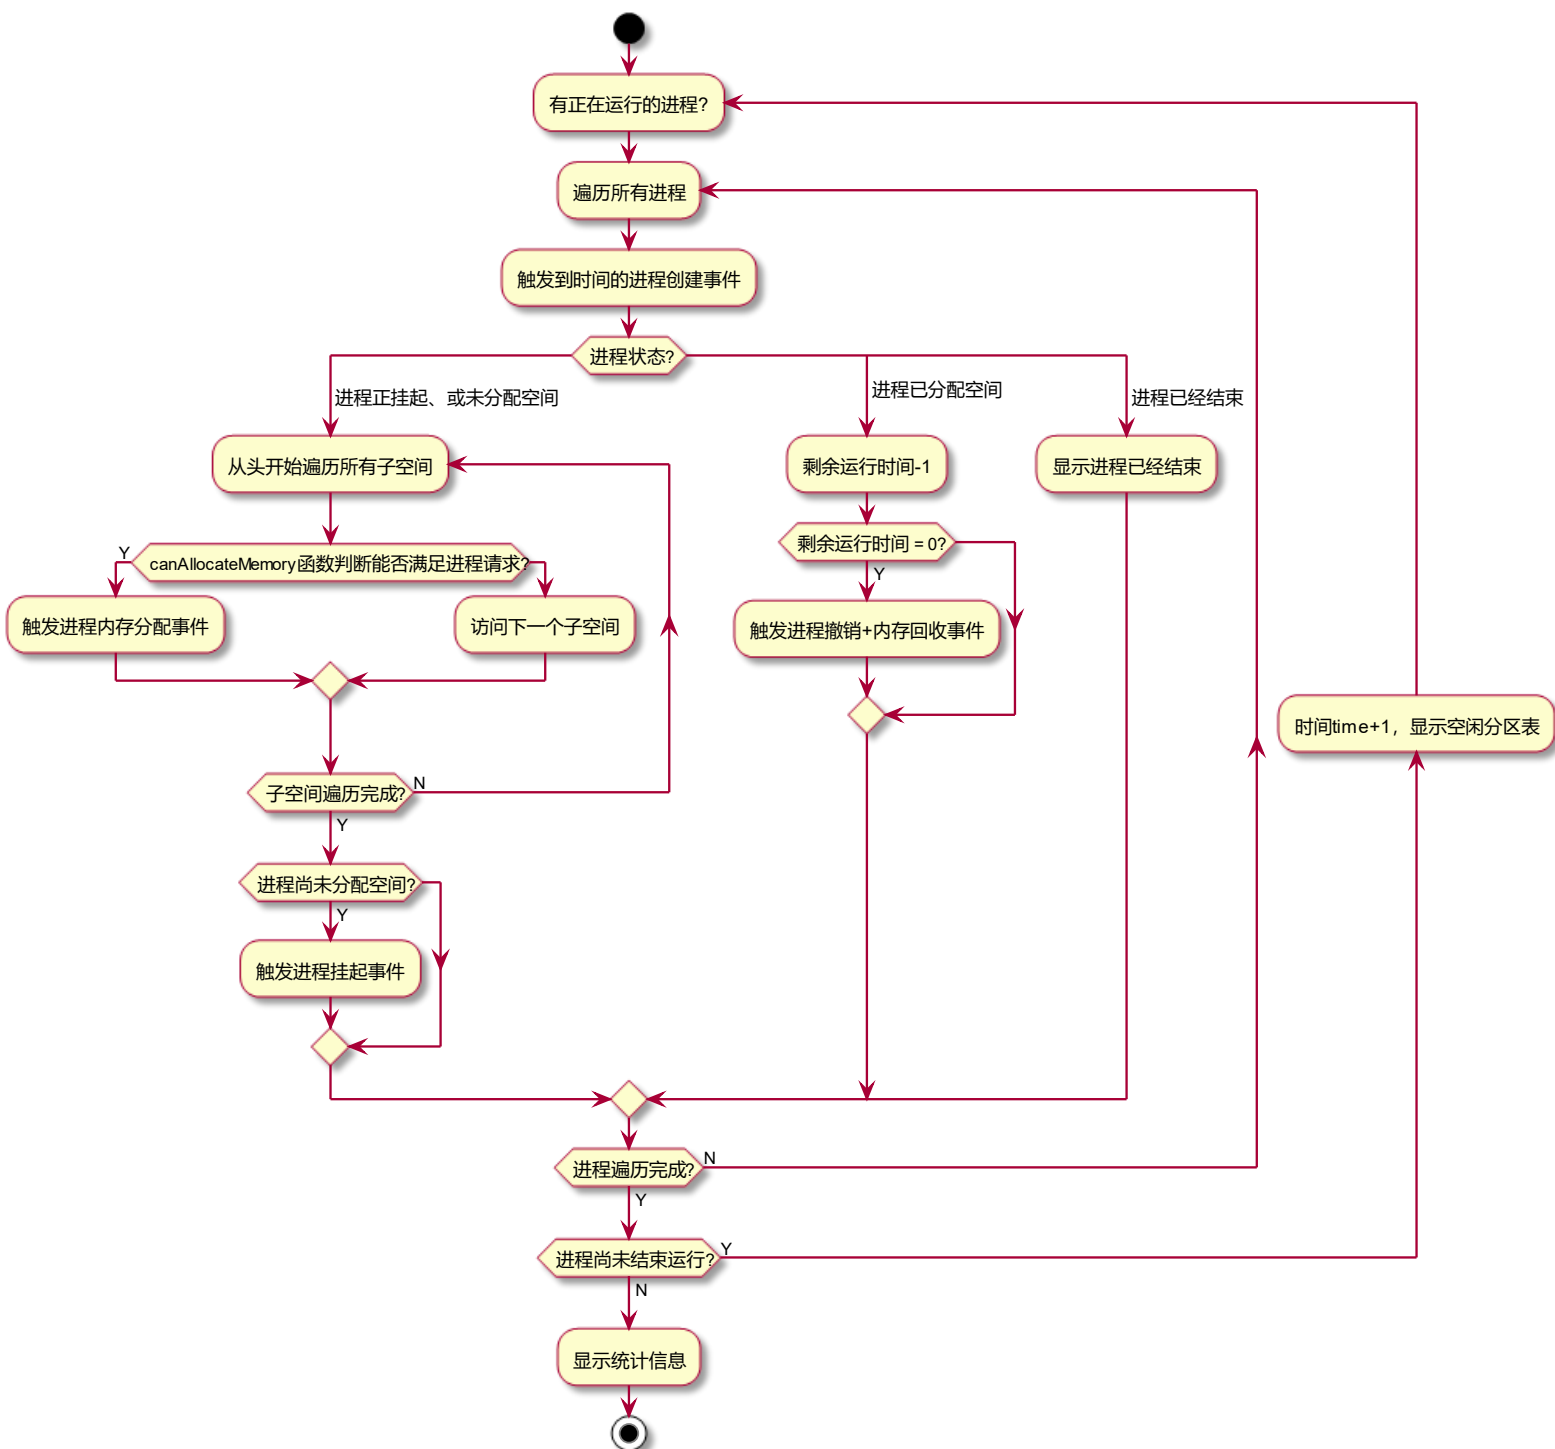 有正在运行的进程?
遍历所有进程
触发到时间的进程创建事件
进程状态?
进程正挂起、或未分配空间
进程已分配空间
进程已经结束
从头开始遍历所有子空间
剩余运行时间-1
显示进程已经结束
Y
canAllocateMemory函数判断能否满足进程请求?
剩余运行时间 = 0?
Y
触发进程内存分配事件
访问下一个子空间
触发进程撤销+内存回收事件
时间time+1，显示空闲分区表
子空间遍历完成?
N
Y
进程尚未分配空间?
Y
触发进程挂起事件
进程遍历完成?
N
Y
进程尚未结束运行?
Y
N
显示统计信息